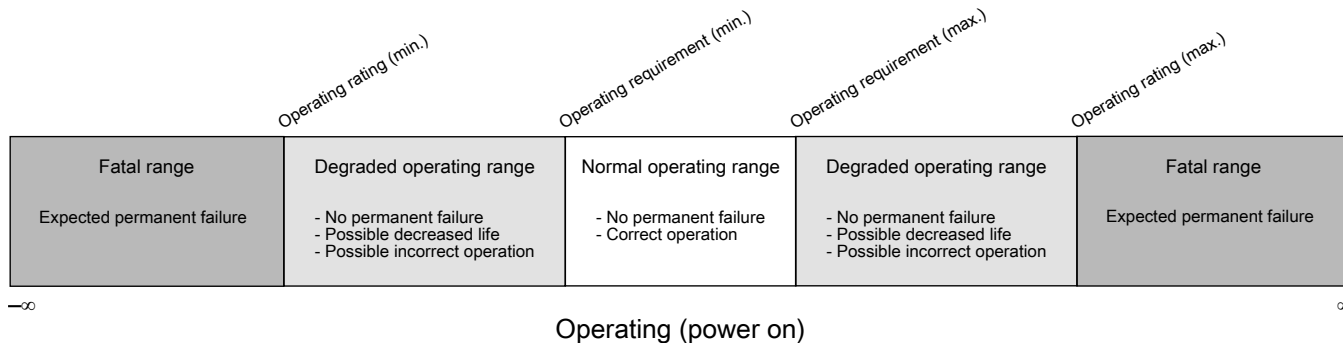 Operating rating (min.)
Operating requirement (min.)
Operating requirement (max.)
Operating rating (max.)
Fatal range
Expected permanent failure
Degraded operating range
- No permanent failure
- Possible decreased life
- Possible incorrect operation
Normal operating range
- No permanent failure
- Correct operation
Degraded operating range
- No permanent failure
- Possible decreased life
- Possible incorrect operation
Fatal range
Expected permanent failure
–∞
∞
Operating (power on)